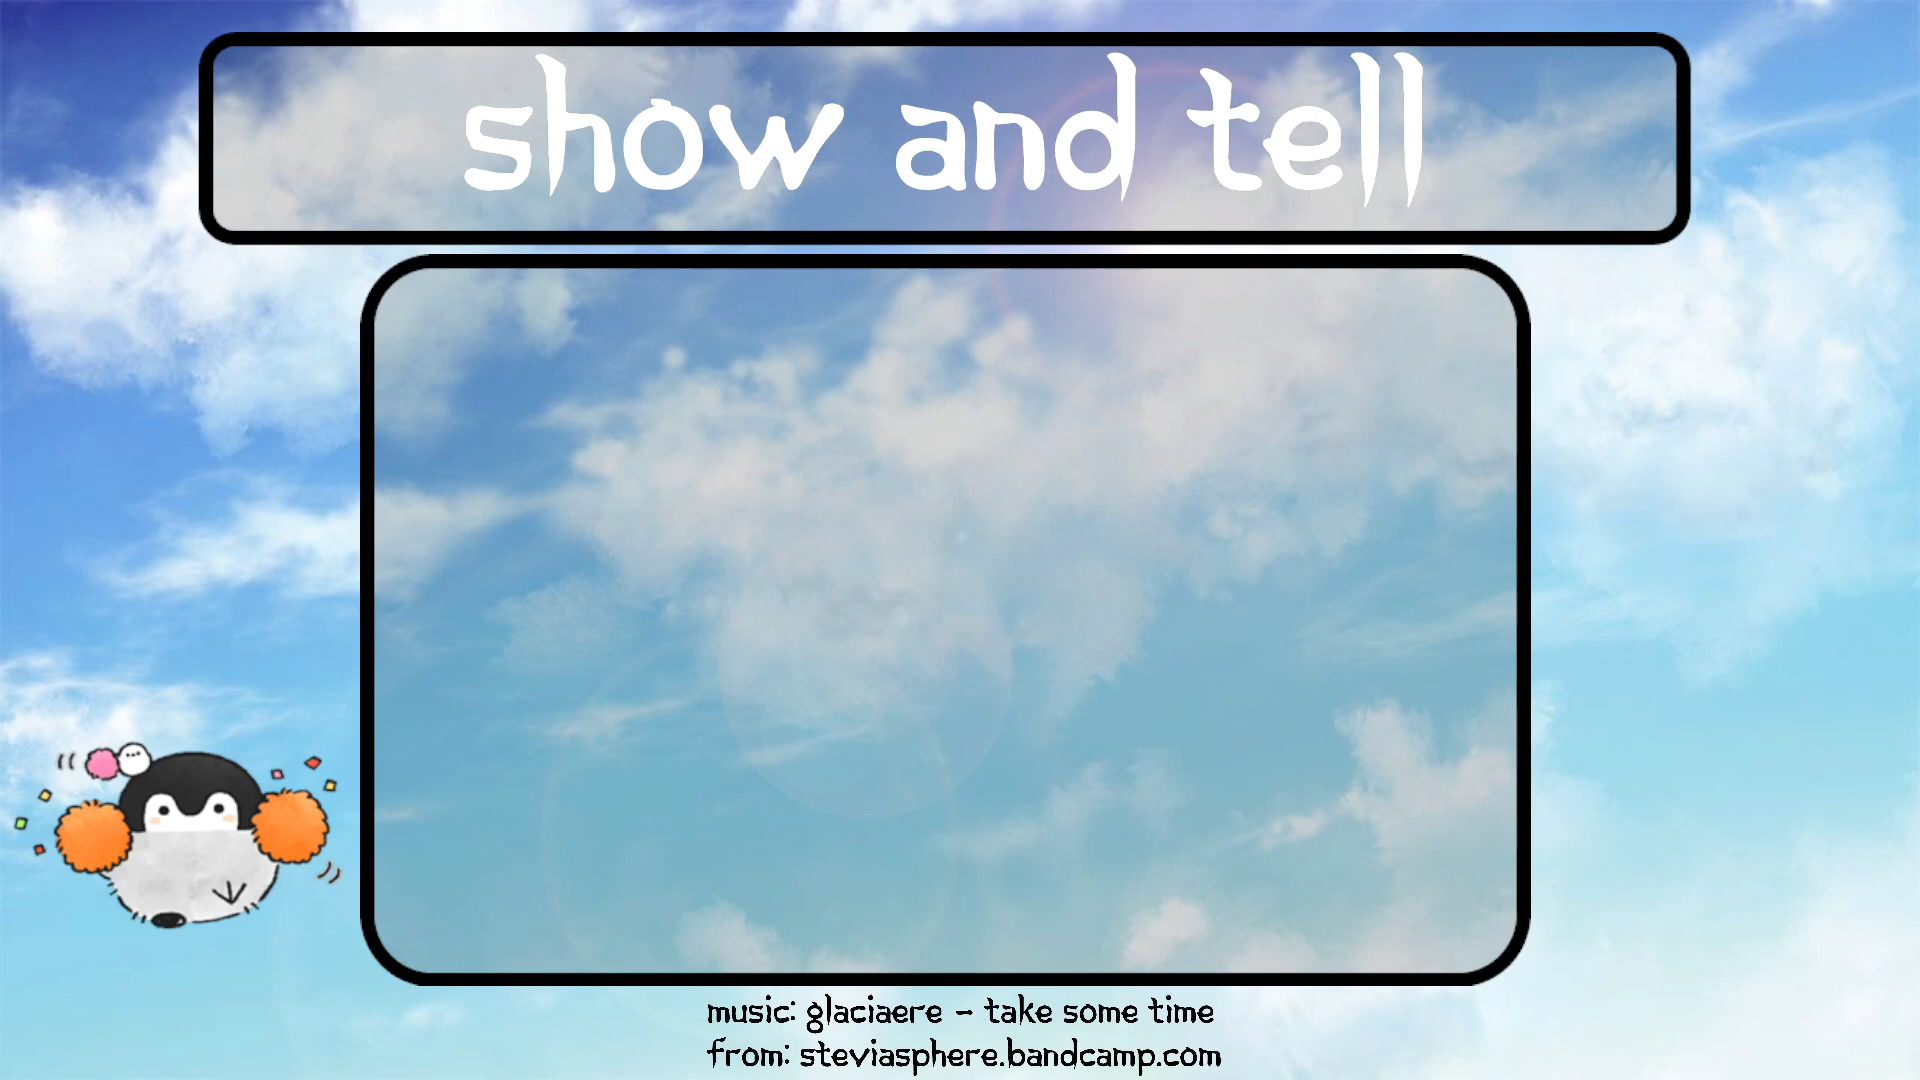 show and tell
music: glaciaere - take some time
from: steviasphere.bandcamp.com